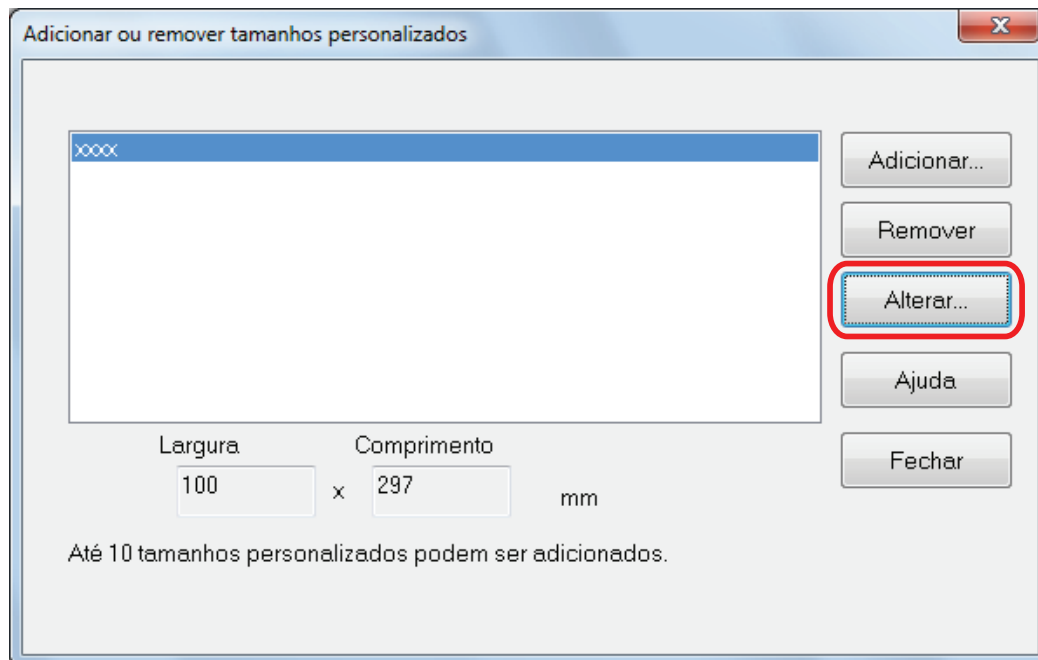 Adicionar ou remover tamanhos personalizados
X
xxxx
Adicionar...
Remover
Alterar...
Ajuda
Fechar
Largura Comprimento
100 x 297 mm
Até 10 tamanhos personalizados podem ser adicionados.